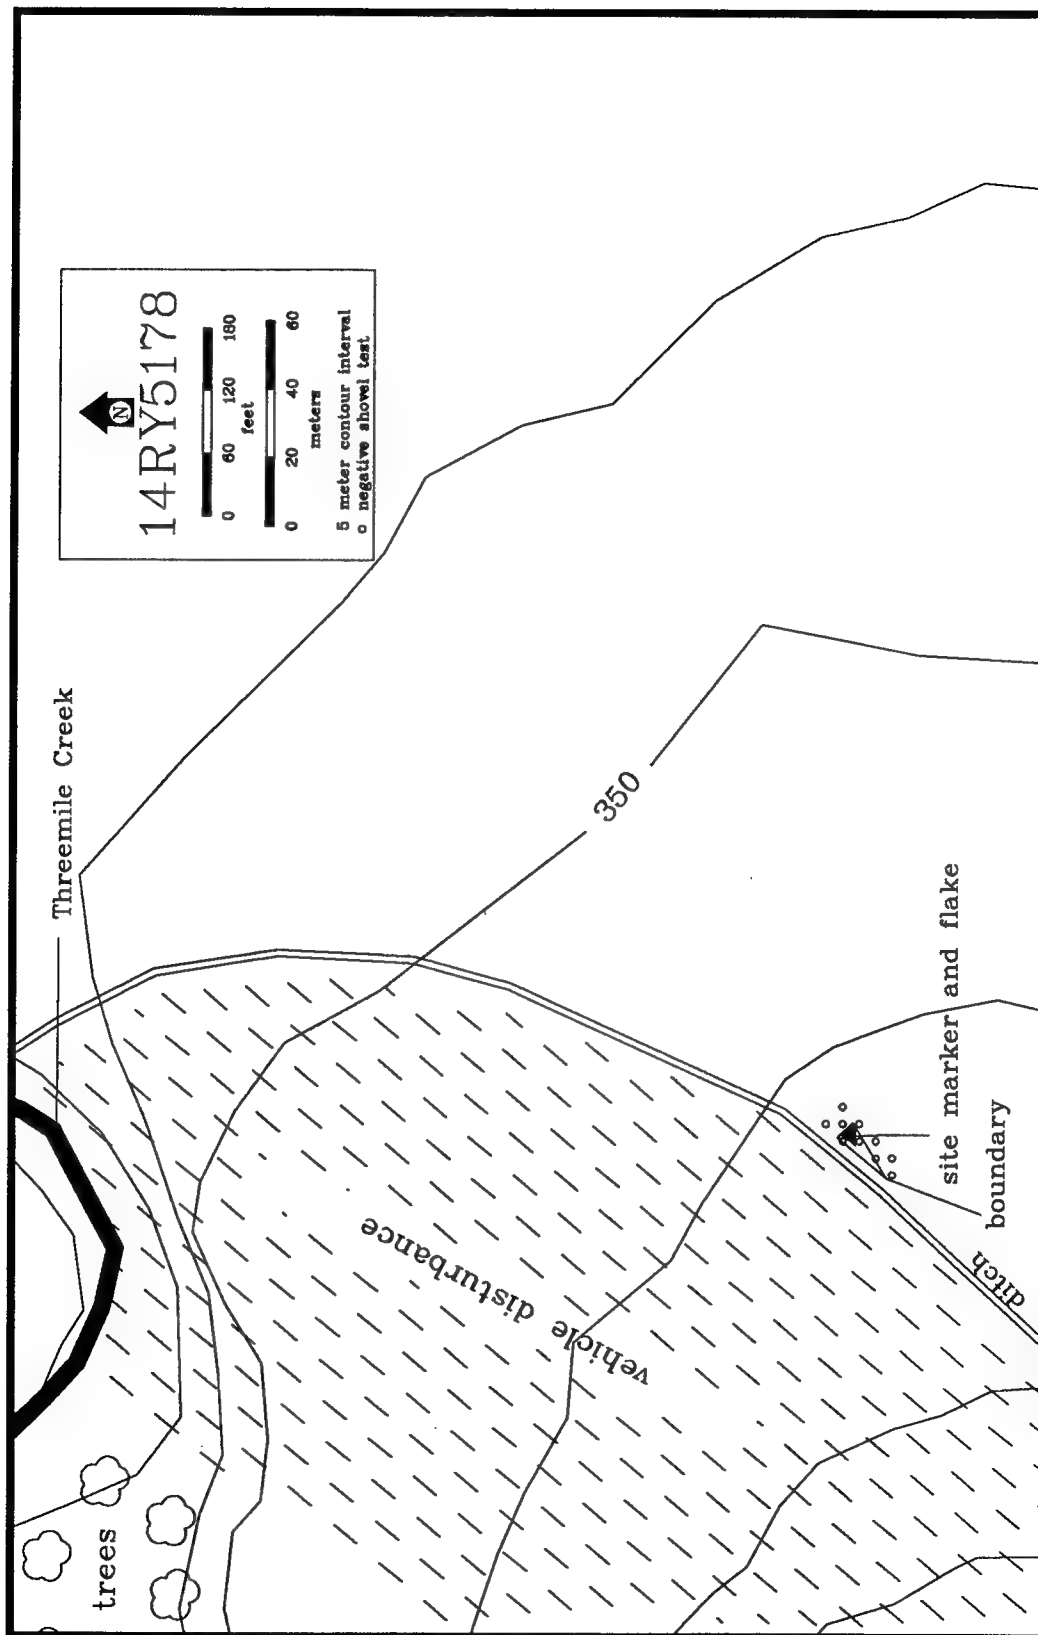 Threemile Creek
N
14RY5178
0 60 120 180
feet
0 20 40 60
meters
5 meter contour interval
o negative shovel test
trees
350
vehicle disturbance
site marker and flake
boundary
ditch